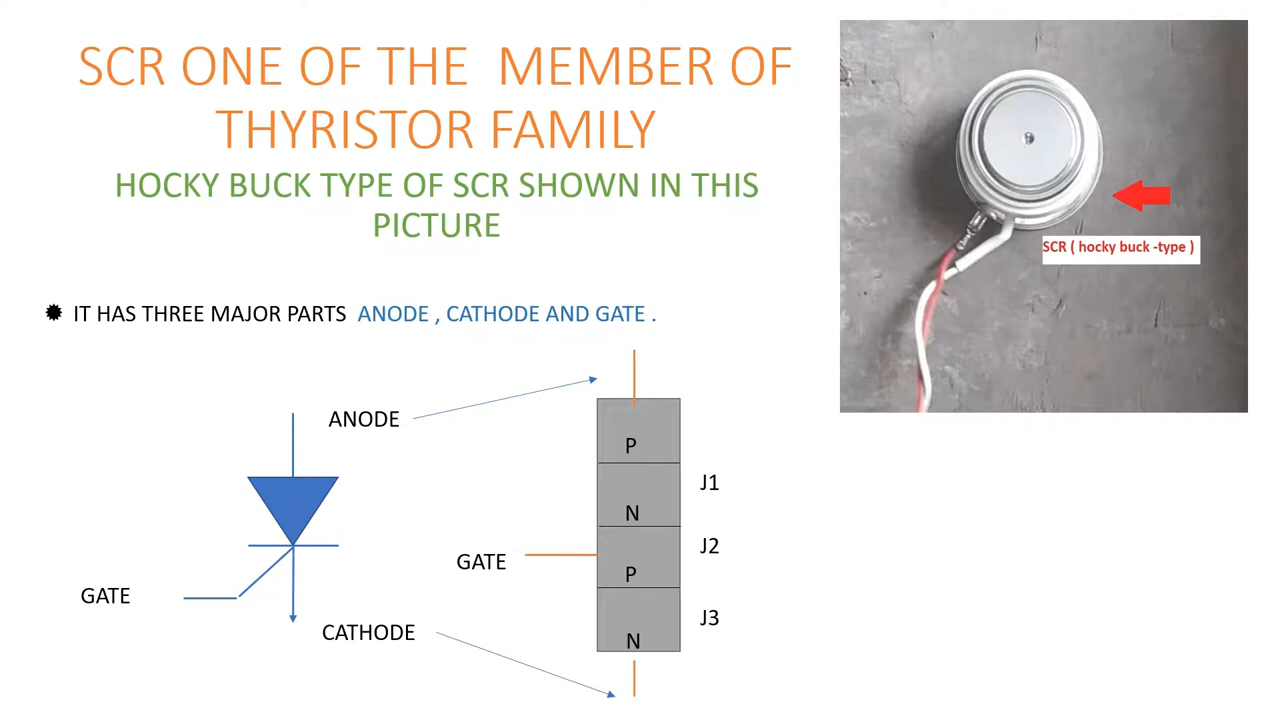 SCR ONE OF THE MEMBER OF
THYRISTOR FAMILY
HOCKY BUCK TYPE OF SCR SHOWN IN THIS
PICTURE
SCR ( hocky buck -type )
IT HAS THREE MAJOR PARTS ANODE , CATHODE AND GATE .
ANODE
GATE
CATHODE
GATE
P
N
P
N
J1
J2
J3